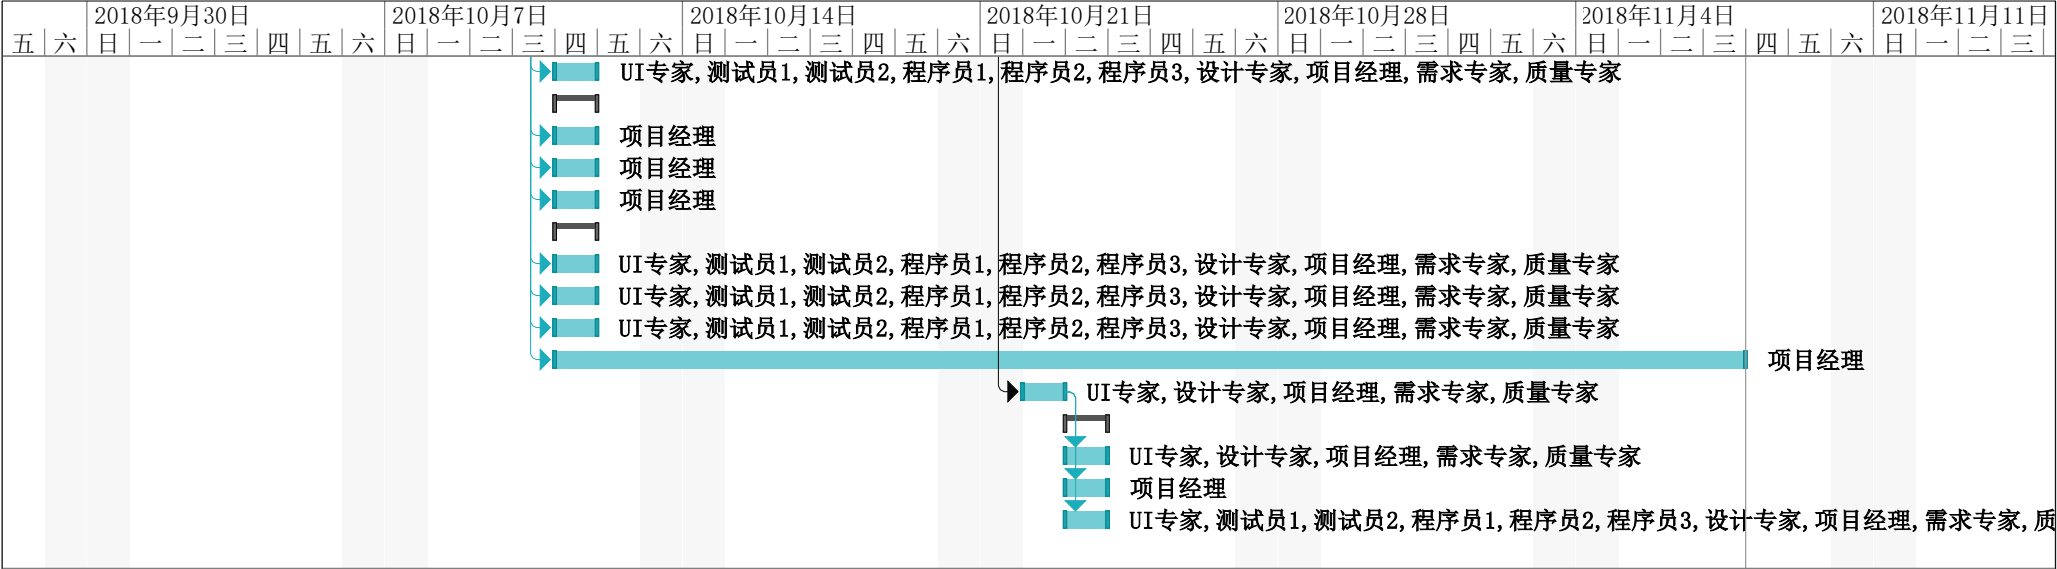 2018年9月30日 2018年10月7日 2018年10月14日 2018年10月21日 2018年10月28日 2018年11月4日 2018年11月11日
五 六 日 一 二 三 四 五 六 日 一 二 三 四 五 六 日 一 二 三 四 五 六 日 一 二 三 四 五 六 日 一 二 三 四 五 六 日 一 二 三 四 五 六 日 一 二 三
UI专家,测试员1,测试员2,程序员1,程序员2,程序员3,设计专家,项目经理,需求专家,质量专家
项目经理
项目经理
项目经理
UI专家,测试员1,测试员2,程序员1,程序员2,程序员3,设计专家,项目经理,需求专家,质量专家
UI专家,测试员1,测试员2,程序员1,程序员2,程序员3,设计专家,项目经理,需求专家,质量专家
UI专家,测试员1,测试员2,程序员1,程序员2,程序员3,设计专家,项目经理,需求专家,质量专家
项目经理
UI专家,设计专家,项目经理,需求专家,质量专家
UI专家,设计专家,项目经理,需求专家,质量专家
项目经理
UI专家,测试员1,测试员2,程序员1,程序员2,程序员3,设计专家,项目经理,需求专家,质